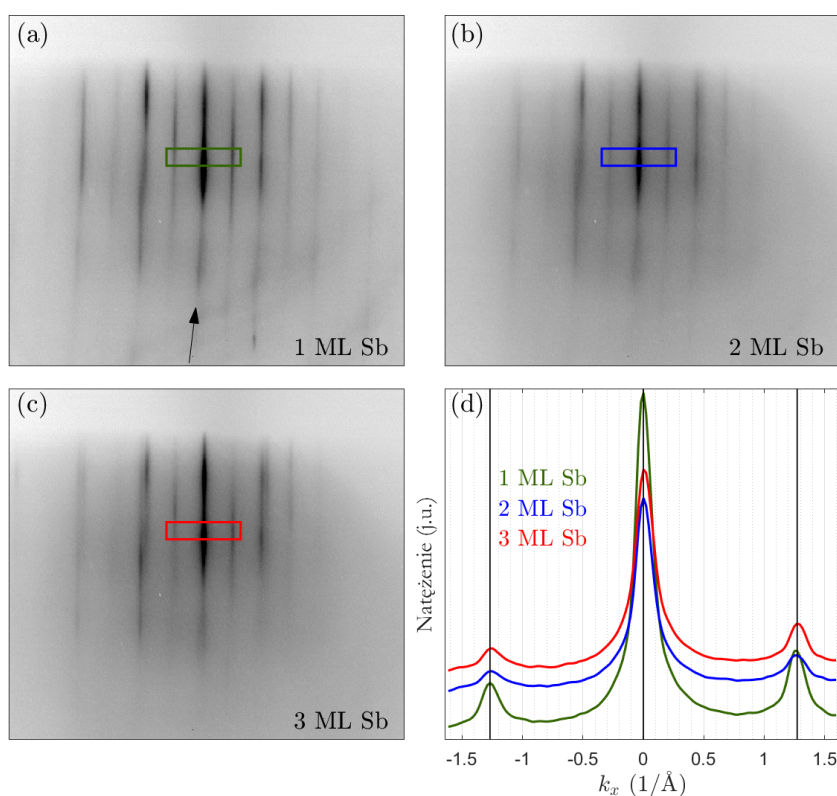 (a)
1 ML Sb
(b)
2 ML Sb
(c)
3 ML Sb
(d)
1 ML Sb
2 ML Sb
3 ML Sb
Natężenie (j.u.)
-1.5 -1 -0.5 0 0.5 1 1.5
kₓ (1/Å)